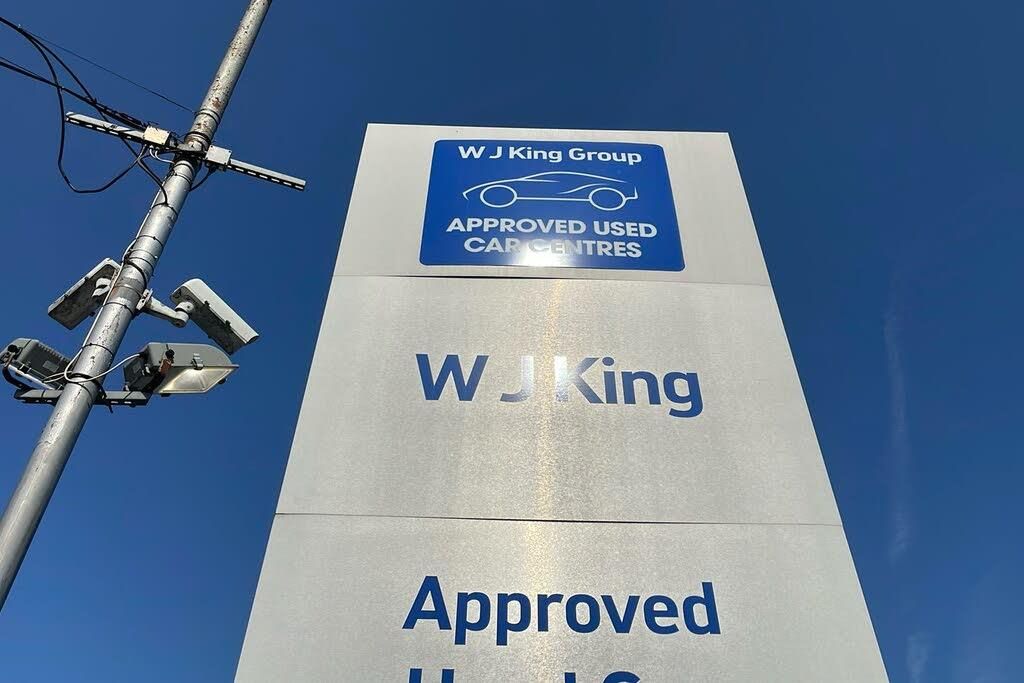 W J King Group
APPROVED USED
CAR CENTRES
W J King
Approved